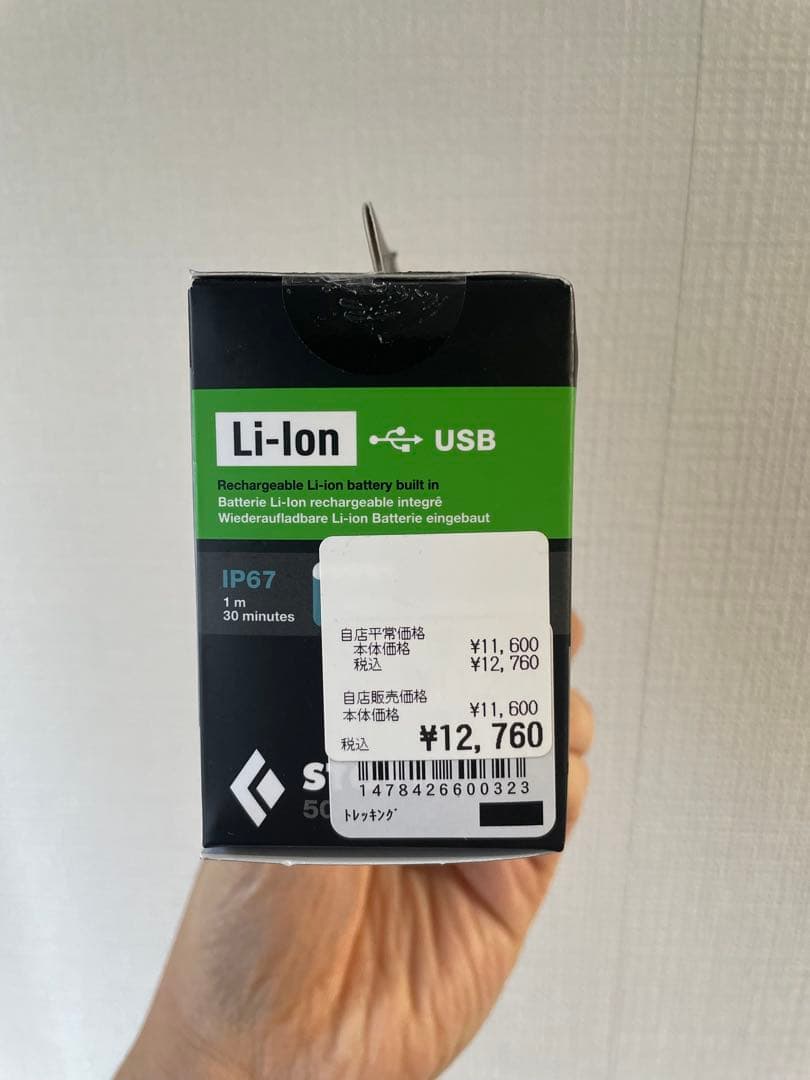 Li-Ion USB
Rechargeable Li-ion battery built in
Batterie Li-Ion rechargeable integrê
Wiederaufladbare Li-ion Batterie eingebaut
IP67
1 m
30 minutes
自店平常価格
本体価格 ¥11,600
税込 ¥12,760
自店販売価格
本体価格 ¥11,600
税込 ¥12,760
1478426600323
ﾄﾚｯｷﾝｸﾞ